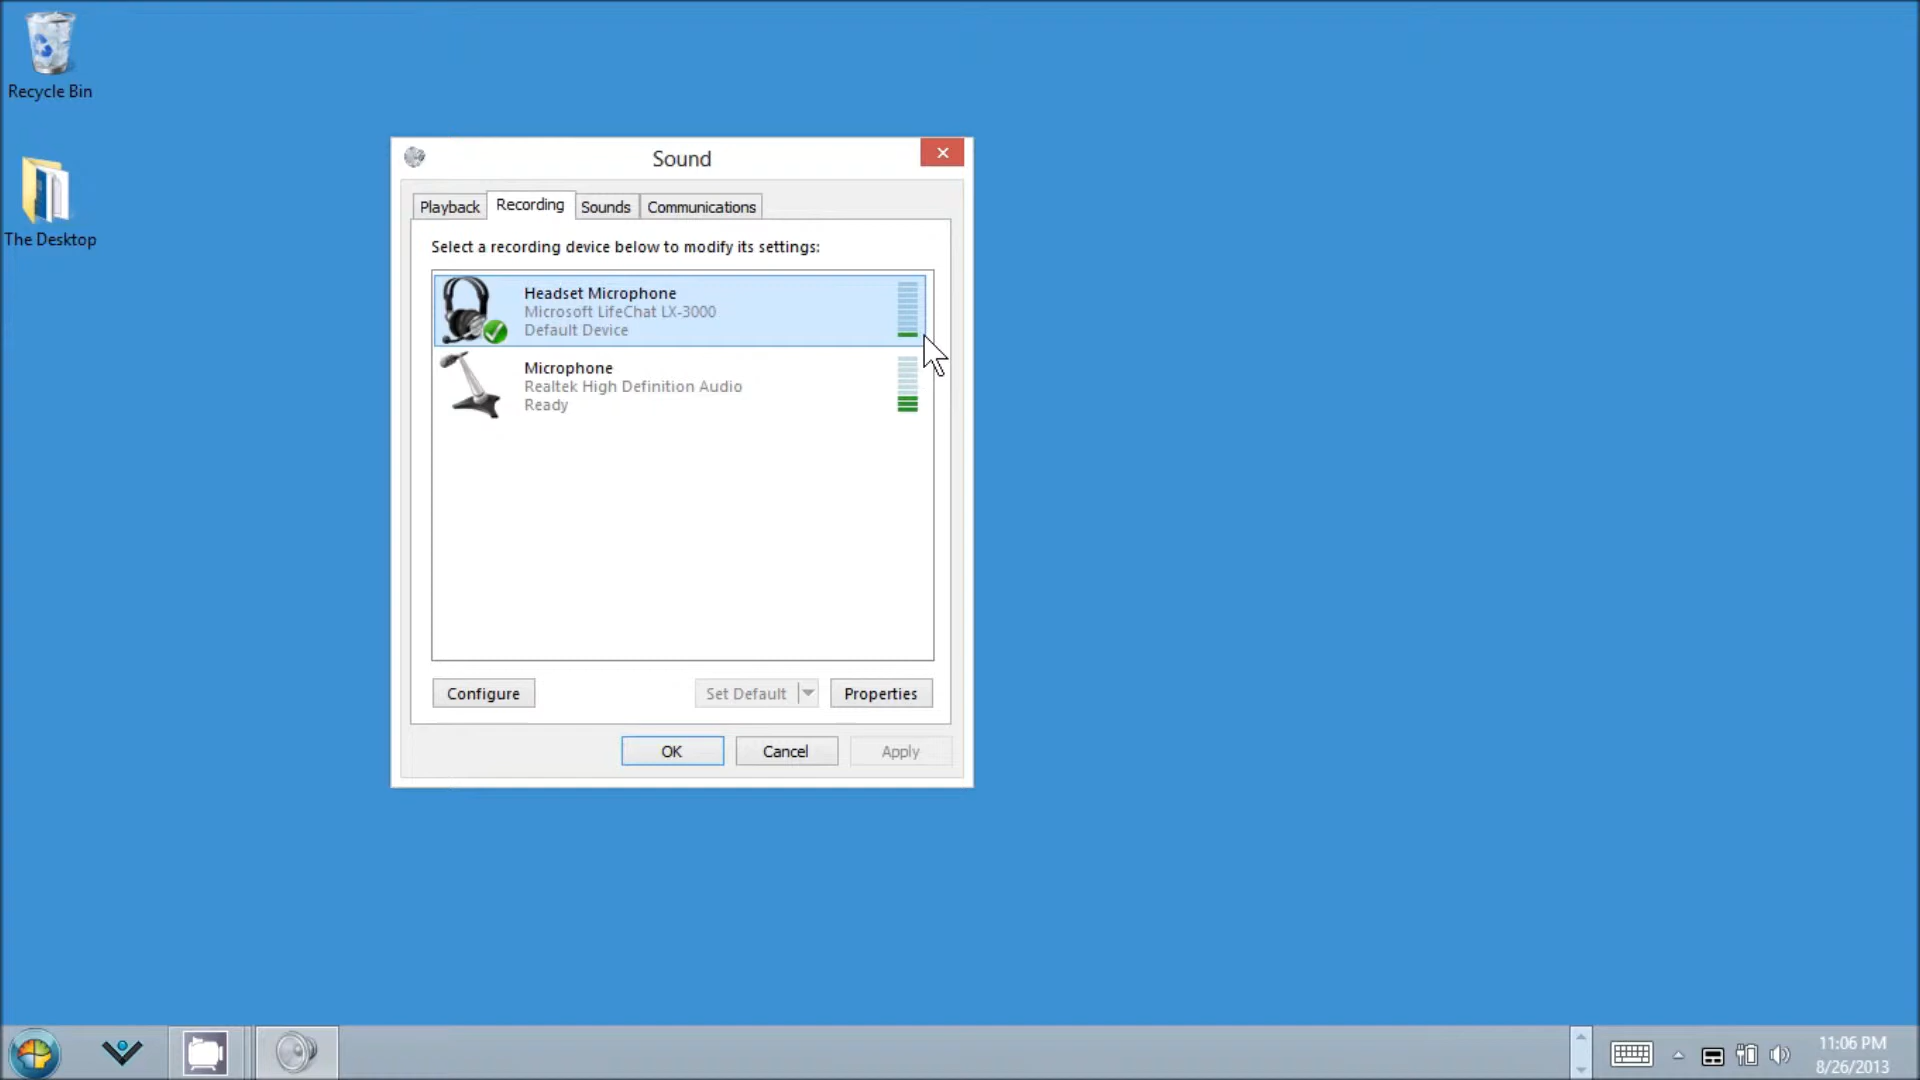 Recycle Bin
The Desktop
Sound
Playback
Recording
Sounds
Communications
Select a recording device below to modify its settings:
Headset Microphone
Microsoft LifeChat LX-3000
Default Device
Microphone
Realtek High Definition Audio
Ready
Configure
Set Default
Properties
OK
Cancel
Apply
11:06 PM
8/26/2013